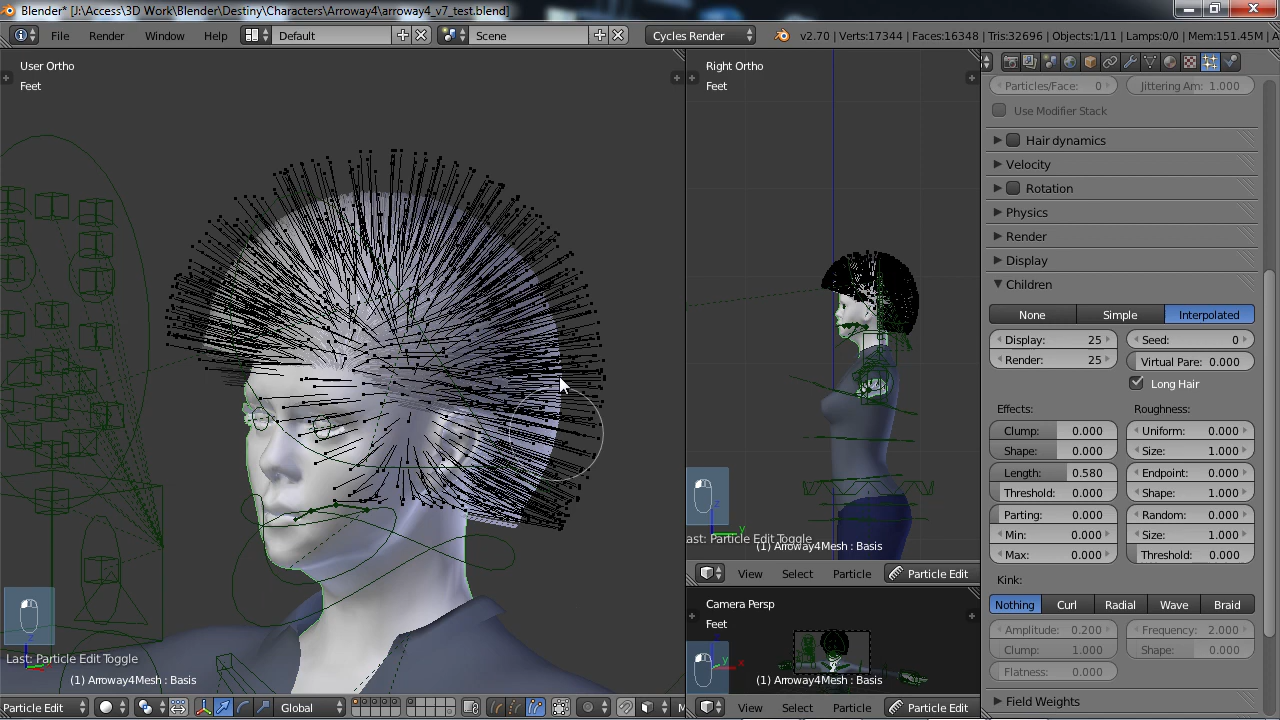 Blender* [J:\Access\3D Work\Blender\Destiny\Characters\Arroway4\arroway4_v7_test.blend]
File Render Window Help Default Scene Cycles Render v2.70 | Verts:17344 | Faces:16348 | Tris:32696 | Objects:1/11 | Lamps:0/0 | Mem:151.45M | A
User Ortho
Feet
Last: Particle Edit Toggle
(1) Arroway4Mesh : Basis
Particle Edit Global
Right Ortho
Feet
z
y
ast: Particle Edit Toggle
(1) Arroway4Mesh : Basis
View Select Particle Particle Edit
Camera Persp
Feet
y
x
(1) Arroway4Mesh : Basis
View Select Particle Particle Edit
Particles/Face: 0 Jittering Am: 1.000
Use Modifier Stack
Hair dynamics
Velocity
Rotation
Physics
Render
Display
Children
None Simple Interpolated
Display: 25 Seed: 0
Render: 25 Virtual Pare: 0.000
Long Hair
Effects: Roughness:
Clump: 0.000 Uniform: 0.000
Shape: 0.000 Size: 1.000
Length: 0.580 Endpoint: 0.000
Threshold: 0.000 Shape: 1.000
Parting: 0.000 Random: 0.000
Min: 0.000 Size: 1.000
Max: 0.000 Threshold: 0.000
Kink:
Nothing Curl Radial Wave Braid
Amplitude: 0.200 Frequency: 2.000
Clump: 1.000 Shape: 0.000
Flatness: 0.000
Field Weights